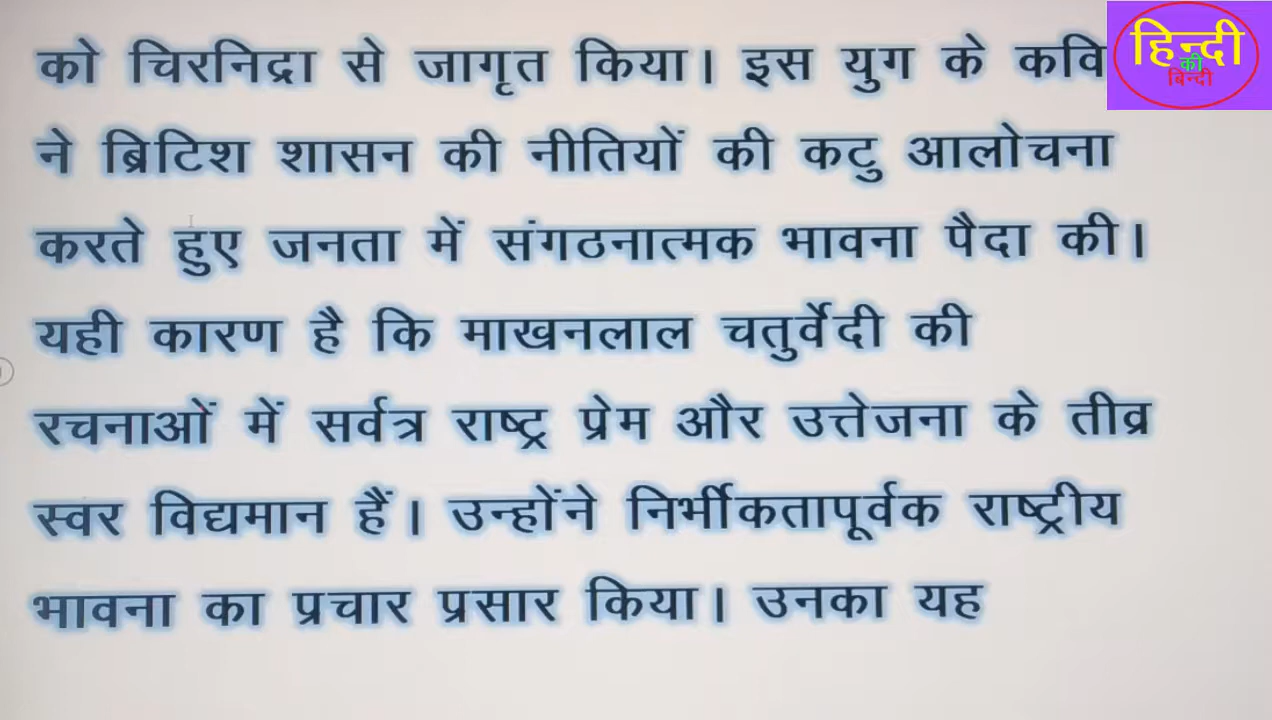 को चिरनिद्रा से जागृत किया। इस युग के कवि
ने ब्रिटिश शासन की नीतियों की कटु आलोचना
करते हुए जनता में संगठनात्मक भावना पैदा की।
यही कारण है कि माखनलाल चतुर्वेदी की
रचनाओं में सर्वत्र राष्ट्र प्रेम और उत्तेजना के तीव्र
स्वर विद्यमान हैं। उन्होंने निर्भीकतापूर्वक राष्ट्रीय
भावना का प्रचार प्रसार किया। उनका यह
हिन्दी
की
बिन्दी